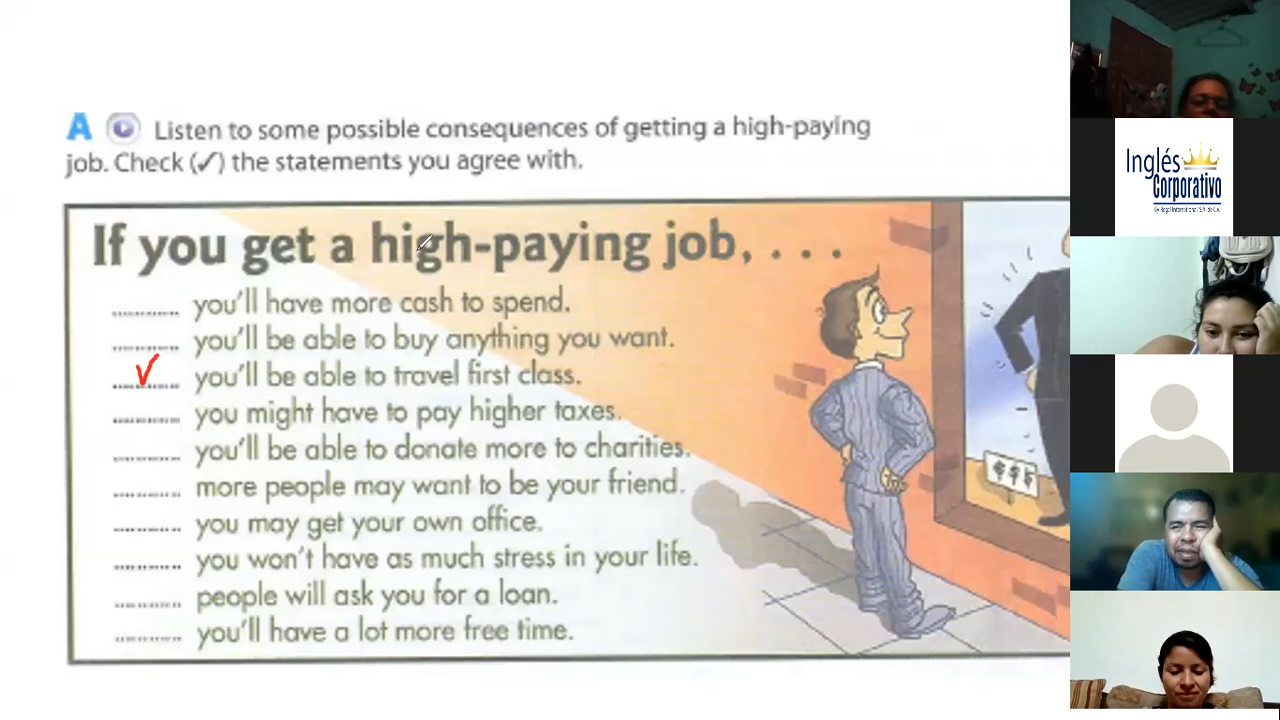 A Listen to some possible consequences of getting a high-paying
job. Check (✓) the statements you agree with.
If you get a high-paying job, . . . .
you'll have more cash to spend.
you'll be able to buy anything you want.
✓ you'll be able to travel first class.
you might have to pay higher taxes.
you'll be able to donate more to charities.
more people may want to be your friend.
you may get your own office.
you won't have as much stress in your life.
people will ask you for a loan.
you'll have a lot more free time.
$$$
Inglés
Corporativo